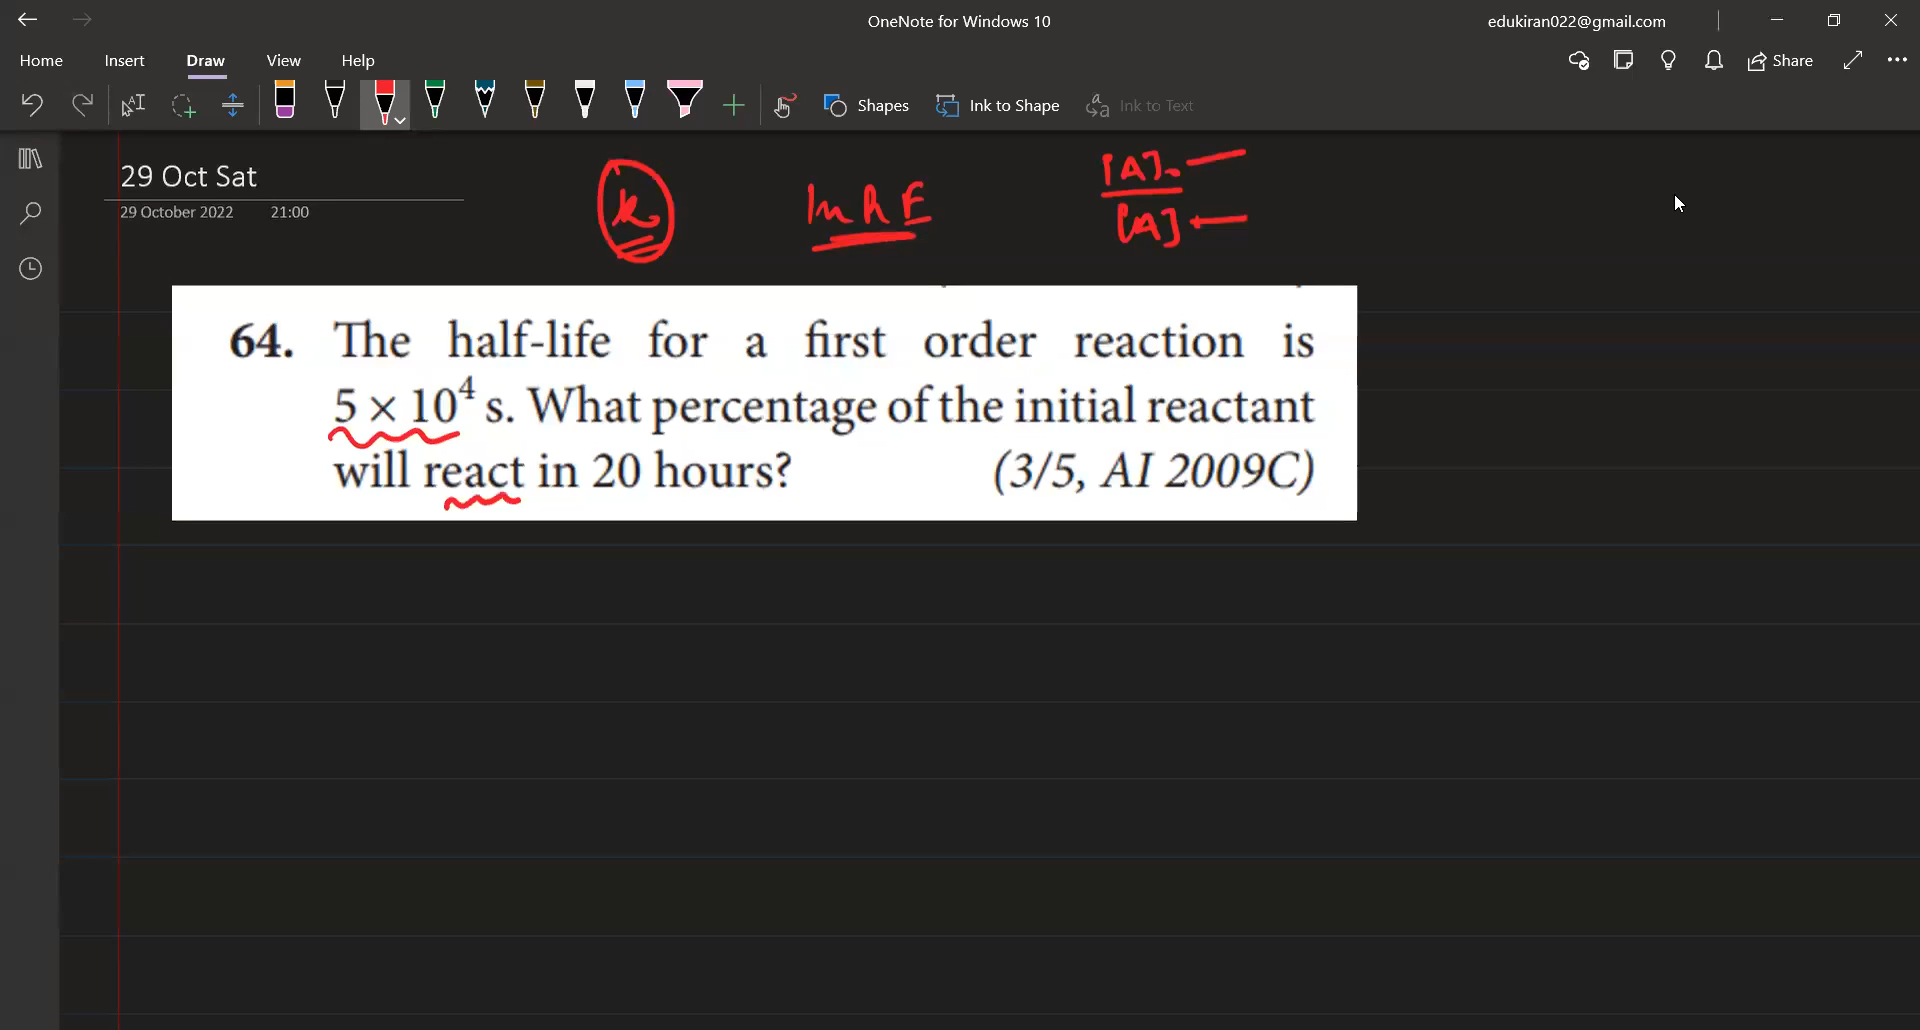 OneNote for Windows 10
edukiran022@gmail.com
Home Insert Draw View Help
Share
Shapes Ink to Shape Ink to Text
29 Oct Sat
29 October 2022 21:00
k
In R E
[A]₀
[A]
64. The half-life for a first order reaction is
5 × 10⁴ s. What percentage of the initial reactant
will react in 20 hours? (3/5, AI 2009C)